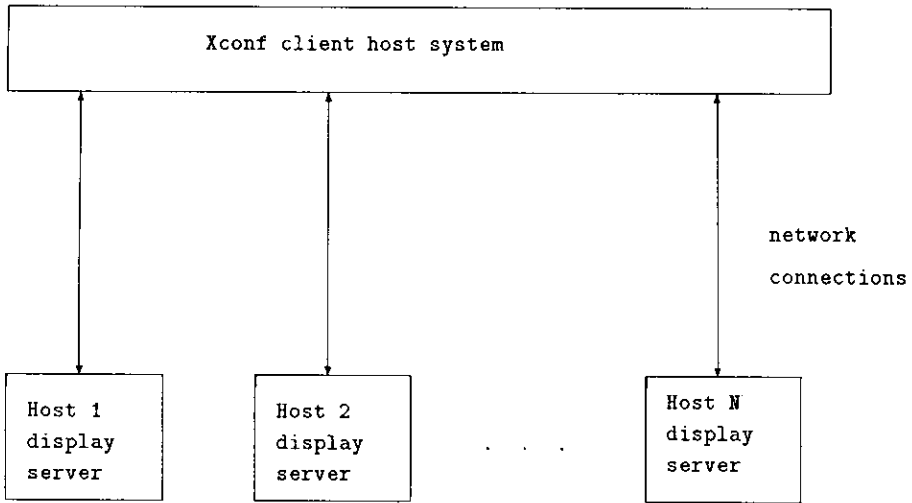 Xconf client host system
network
connections
Host 1
display
server
Host 2
display
server
. . .
Host N
display
server